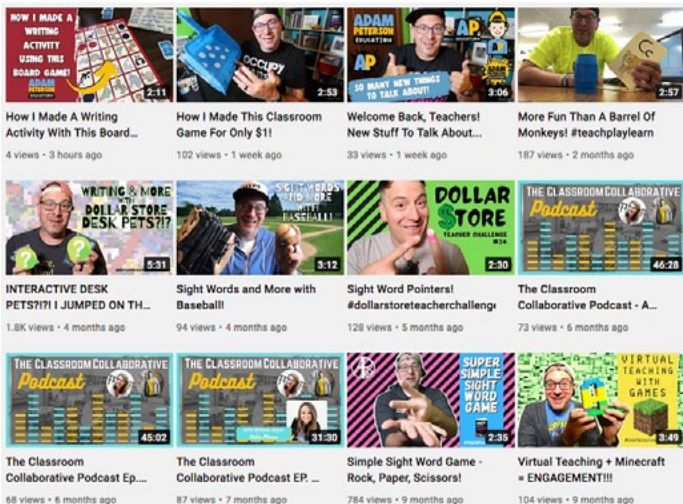 HOW I MADE A
WRITING
ACTIVITY
USING THIS
BOARD GAME!
ADAM
PETERSON
EDUCATION
2:11
OCCUPY
2:53
ADAM
PETERSON
EDUCATION
AP
AP
SO MANY NEW THINGS
TO TALK ABOUT!
3:06
2:57
How I Made A Writing
Activity With This Board...
4 views • 3 hours ago
How I Made This Classroom
Game For Only $1!
102 views • 1 week ago
Welcome Back, Teachers!
New Stuff To Talk About...
33 views • 1 week ago
More Fun Than A Barrel Of
Monkeys! #teachplaylearn
187 views • 2 months ago
WRITING & MORE
WITH
DOLLAR STORE
DESK PETS?!?
5:31
SIGHT WORDS
AND MORE
WITH
BASEBALL!
3:12
DOLLAR
$TORE
TEACHER CHALLENGE
#24
2:30
THE CLASSROOM COLLABORATIVE
Podcast
46:28
INTERACTIVE DESK
PETS?!?! I JUMPED ON TH...
1.8K views • 4 months ago
Sight Words and More with
Baseball!
94 views • 4 months ago
Sight Word Pointers!
#dollarstoreteacherchallenge
128 views • 5 months ago
The Classroom
Collaborative Podcast - A...
73 views • 6 months ago
THE CLASSROOM COLLABORATIVE
Podcast
45:02
THE CLASSROOM COLLABORATIVE
Podcast
31:30
SUPER
SIMPLE
SIGHT
WORD
GAME
2:35
VIRTUAL
TEACHING
WITH
GAMES
3:49
The Classroom
Collaborative Podcast Ep....
68 views • 6 months ago
The Classroom
Collaborative Podcast EP. ...
87 views • 7 months ago
Simple Sight Word Game -
Rock, Paper, Scissors!
784 views • 9 months ago
Virtual Teaching + Minecraft
= ENGAGEMENT!!!
104 views • 9 months ago